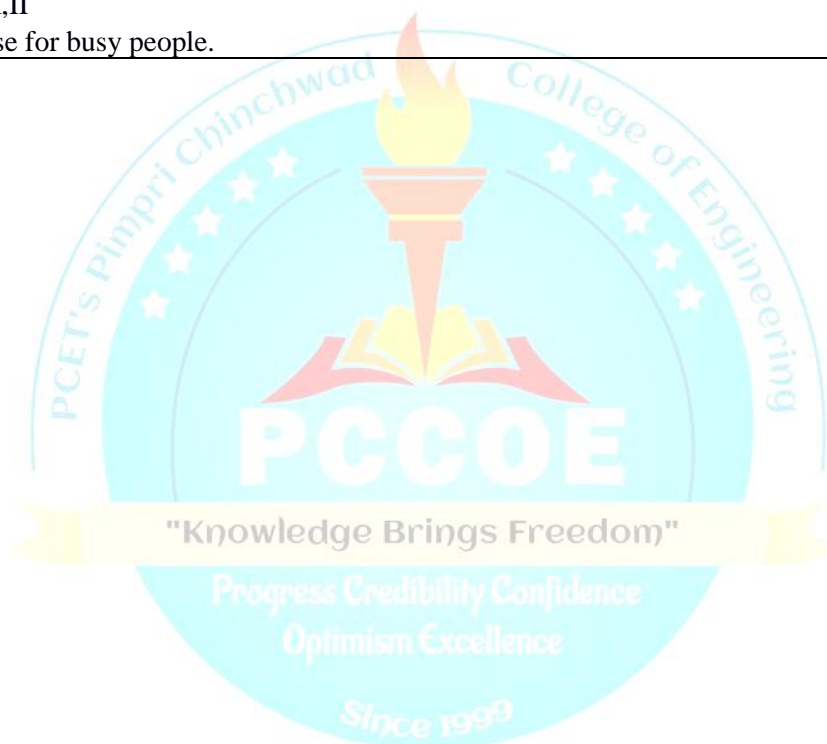 ,II
se for busy people.
PCET's Pimpri Chinchwad College of Engineering
PCCOE
"Knowledge Brings Freedom"
Progress Credibility Confidence
Optimism Excellence
Since 1999